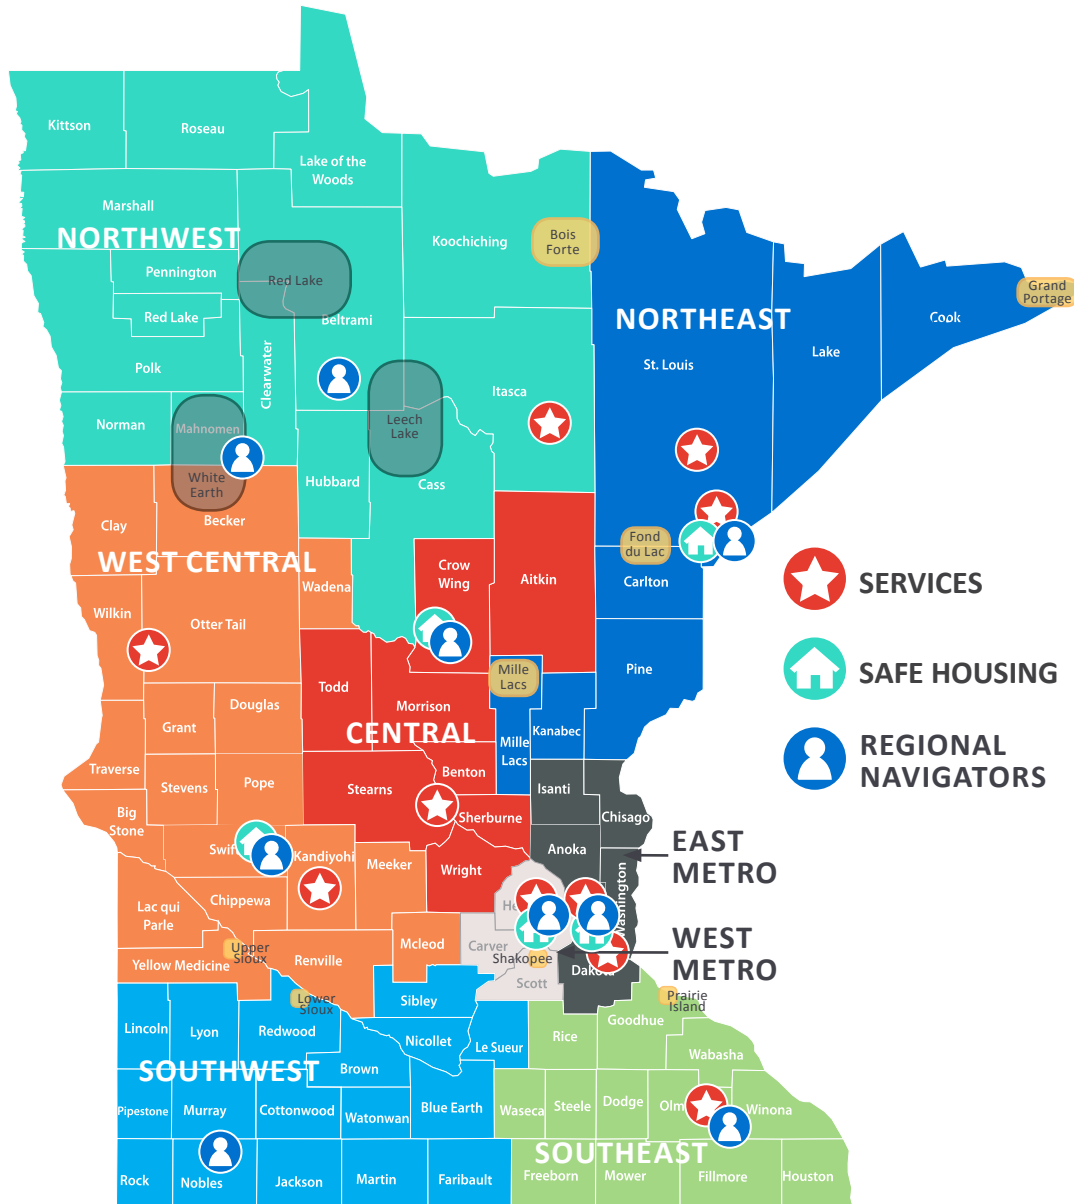 Kittson
Roseau
Lake of the
Woods
Marshall
NORTHWEST
Koochiching
Bois
Forte
Pennington
Red Lake
Red Lake
Beltrami
Polk
Clearwater
Norman
Mahnomen
White
Earth
Leech
Lake
Itasca
Hubbard
Cass
NORTHEAST
St. Louis
Lake
Cook
Grand
Portage
Clay
Becker
WEST CENTRAL
Wadena
Wilkin
Otter Tail
Crow
Wing
Aitkin
Fond
du Lac
Carlton
Pine
SERVICES
SAFE HOUSING
REGIONAL
NAVIGATORS
Todd
Morrison
CENTRAL
Mille
Lacs
Mille
Lacs
Kanabec
Grant
Douglas
Traverse
Stevens
Pope
Stearns
Benton
Sherburne
Isanti
Chisago
Big
Stone
Swif
Kandiyohi
Meeker
Wright
Anoka
Washington
EAST
METRO
Lac qui
Parle
Chippewa
He
Carver
Shakopee
Scott
Dakota
WEST
METRO
Upper
Sioux
Yellow Medicine
Renville
Mcleod
Lower
Sioux
Sibley
Prairie
Island
Lincoln
Lyon
Redwood
Nicollet
Le Sueur
Rice
Goodhue
Wabasha
SOUTHWEST
Brown
Pipestone
Murray
Cottonwood
Watonwan
Blue Earth
Waseca
Steele
Dodge
Olm
Winona
SOUTHEAST
Rock
Nobles
Jackson
Martin
Faribault
Freeborn
Mower
Fillmore
Houston